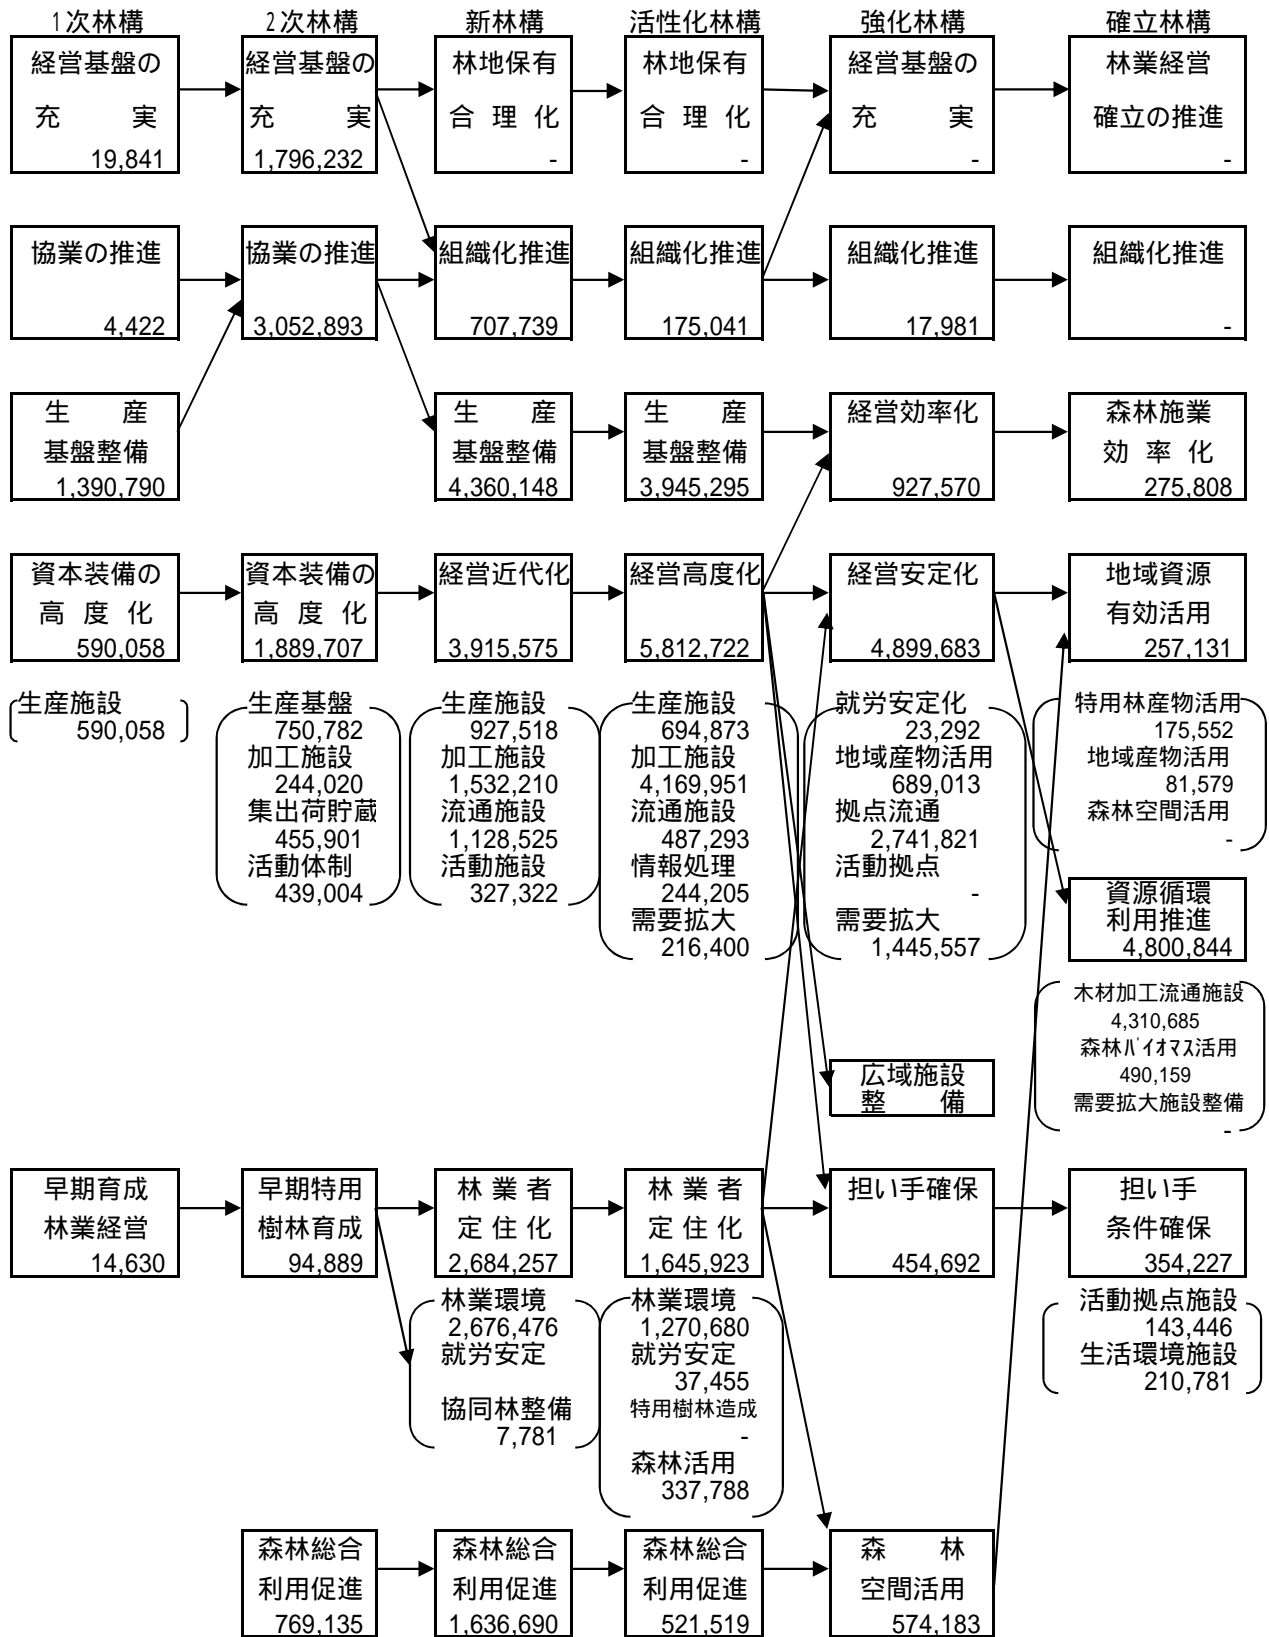 1次林構 2次林構 新林構 活性化林構 強化林構 確立林構
経営基盤の 経営基盤の 林地保有 林地保有 経営基盤の 林業経営
充 実 充 実 合 理 化 合 理 化 充 実 確立の推進
19,841 1,796,232 - - - -
協業の推進 協業の推進 組織化推進 組織化推進 組織化推進 組織化推進
4,422 3,052,893 707,739 175,041 17,981 -
生 産 生 産 生 産 経営効率化 森林施業
基盤整備 基盤整備 基盤整備 効 率 化
1,390,790 4,360,148 3,945,295 927,570 275,808
資本装備の 資本装備の 経営近代化 経営高度化 経営安定化 地域資源
高 度 化 高 度 化 有効活用
590,058 1,889,707 3,915,575 5,812,722 4,899,683 257,131
生産施設 生産基盤 生産施設 生産施設 就労安定化 特用林産物活用
590,058 750,782 927,518 694,873 23,292 175,552
加工施設 加工施設 加工施設 地域産物活用 地域産物活用
244,020 1,532,210 4,169,951 689,013 81,579
集出荷貯蔵 流通施設 流通施設 拠点流通 森林空間活用
455,901 1,128,525 487,293 2,741,821 -
活動体制 活動施設 情報処理 活動拠点
439,004 327,322 244,205 -
資源循環
利用推進
4,800,844
需要拡大 需要拡大
216,400 1,445,557
木材加工流通施設
4,310,685
森林ﾊﾞｲｵﾏｽ活用
490,159
需要拡大施設整備
-
広域施設
整 備
早期育成 早期特用 林 業 者 林 業 者 担い手確保 担い手
林業経営 樹林育成 定 住 化 定 住 化 条件確保
14,630 94,889 2,684,257 1,645,923 454,692 354,227
林業環境 林業環境 活動拠点施設
2,676,476 1,270,680 143,446
就労安定 就労安定 生活環境施設
37,455 210,781
協同林整備 特用樹林造成
7,781 -
森林活用
337,788
森林総合 森林総合 森林総合 森 林
利用促進 利用促進 利用促進 空間活用
769,135 1,636,690 521,519 574,183